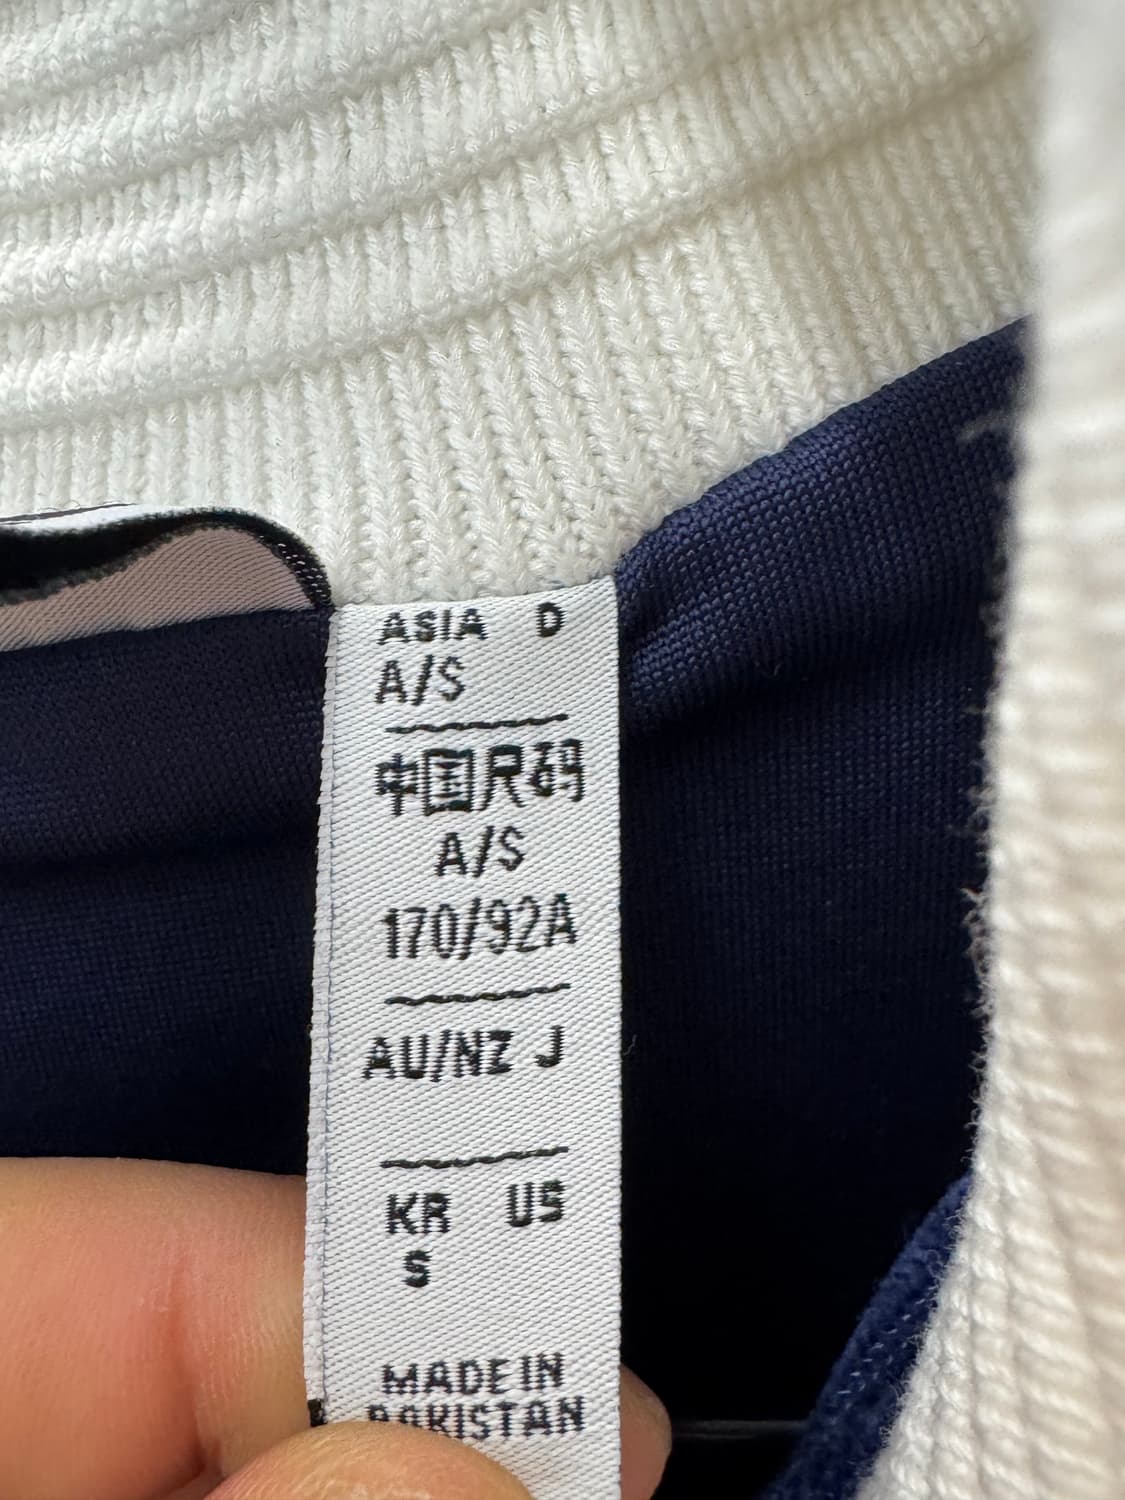 ASIA D
A/S
中国尺码
A/S
170/92A
AU/NZ J
KR US
S
MADE IN
PAKISTAN